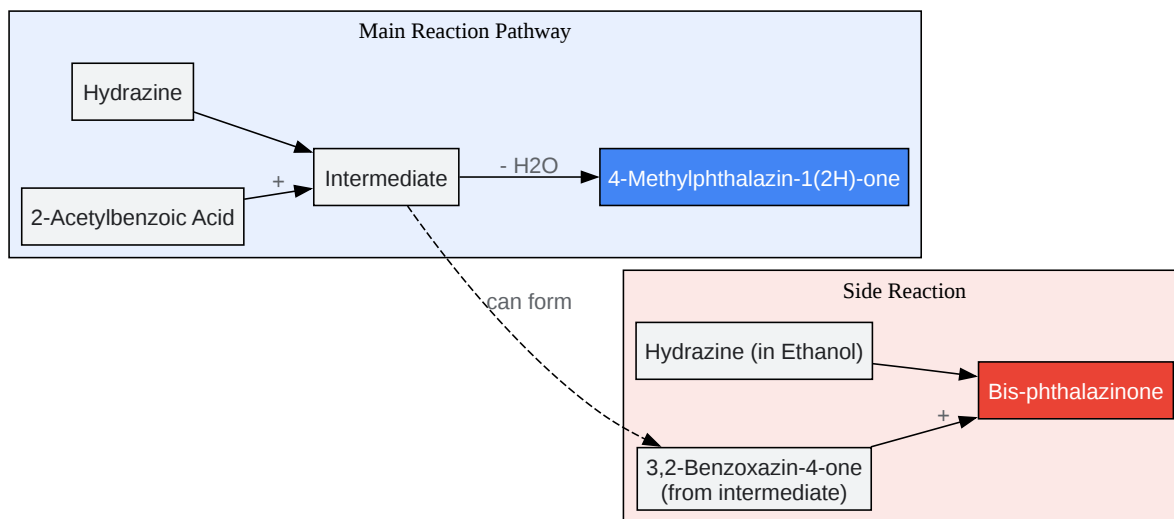 Main Reaction Pathway
Hydrazine
+
2-Acetylbenzoic Acid
Intermediate
- H2O
4-Methylphthalazin-1(2H)-one
can form
Side Reaction
Hydrazine (in Ethanol)
+
3,2-Benzoxazin-4-one
(from intermediate)
Bis-phthalazinone